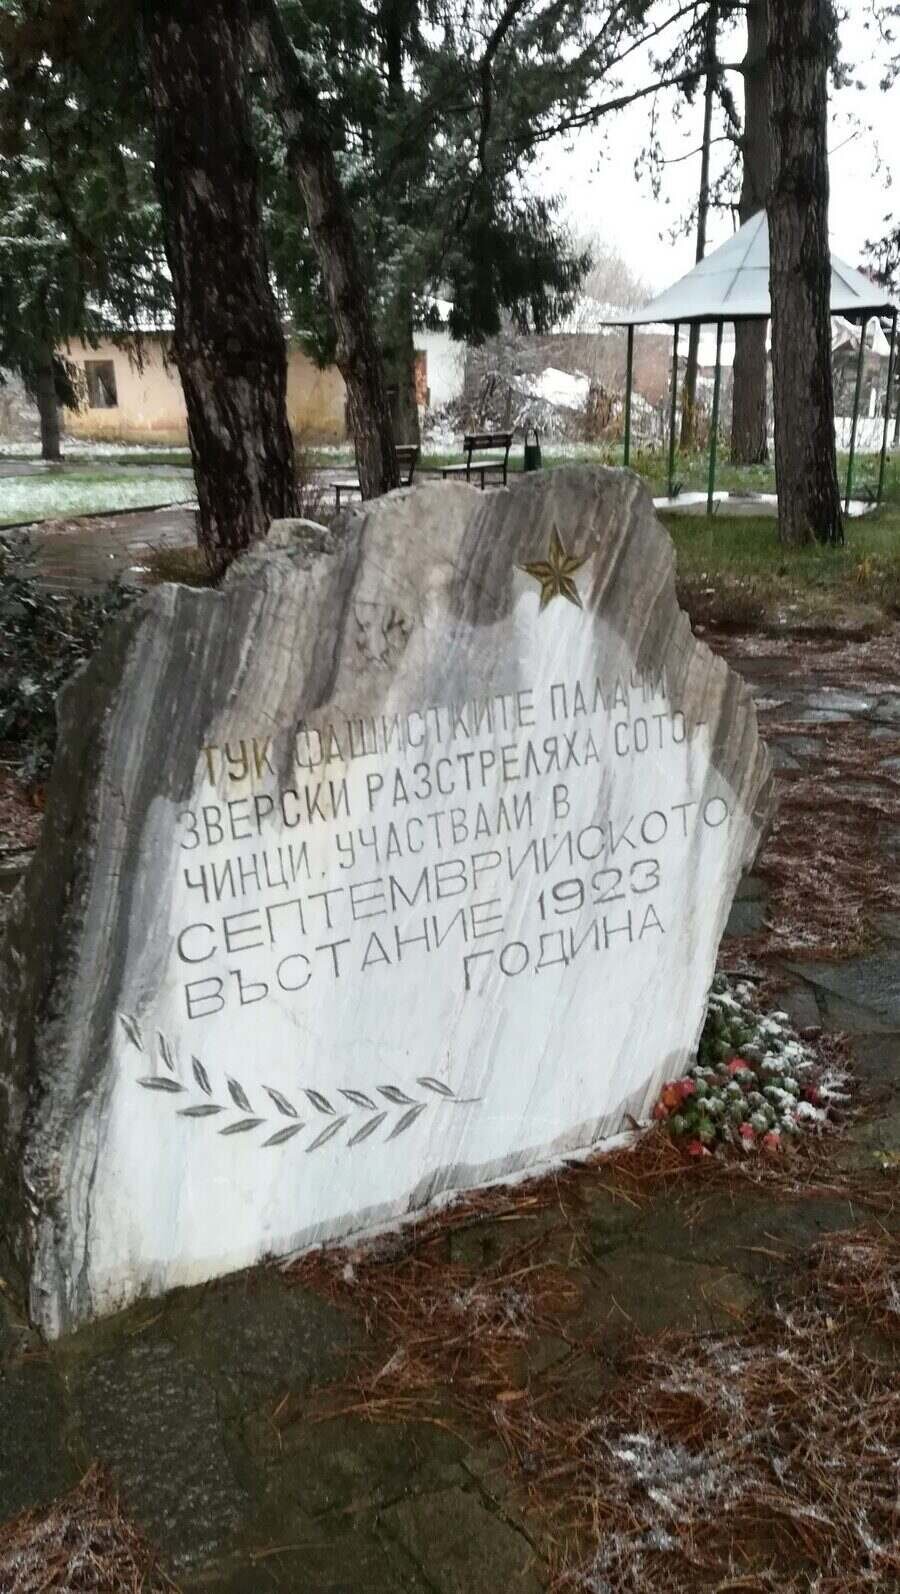 ТУК ФАШИСТКИТЕ ПАЛАЧИ
ЗВЕРСКИ РАЗСТРЕЛЯХА СОТО-
ЧИНЦИ, УЧАСТВАЛИ В
СЕПТЕМВРИЙСКОТО
ВЪСТАНИЕ 1923
ГОДИНА